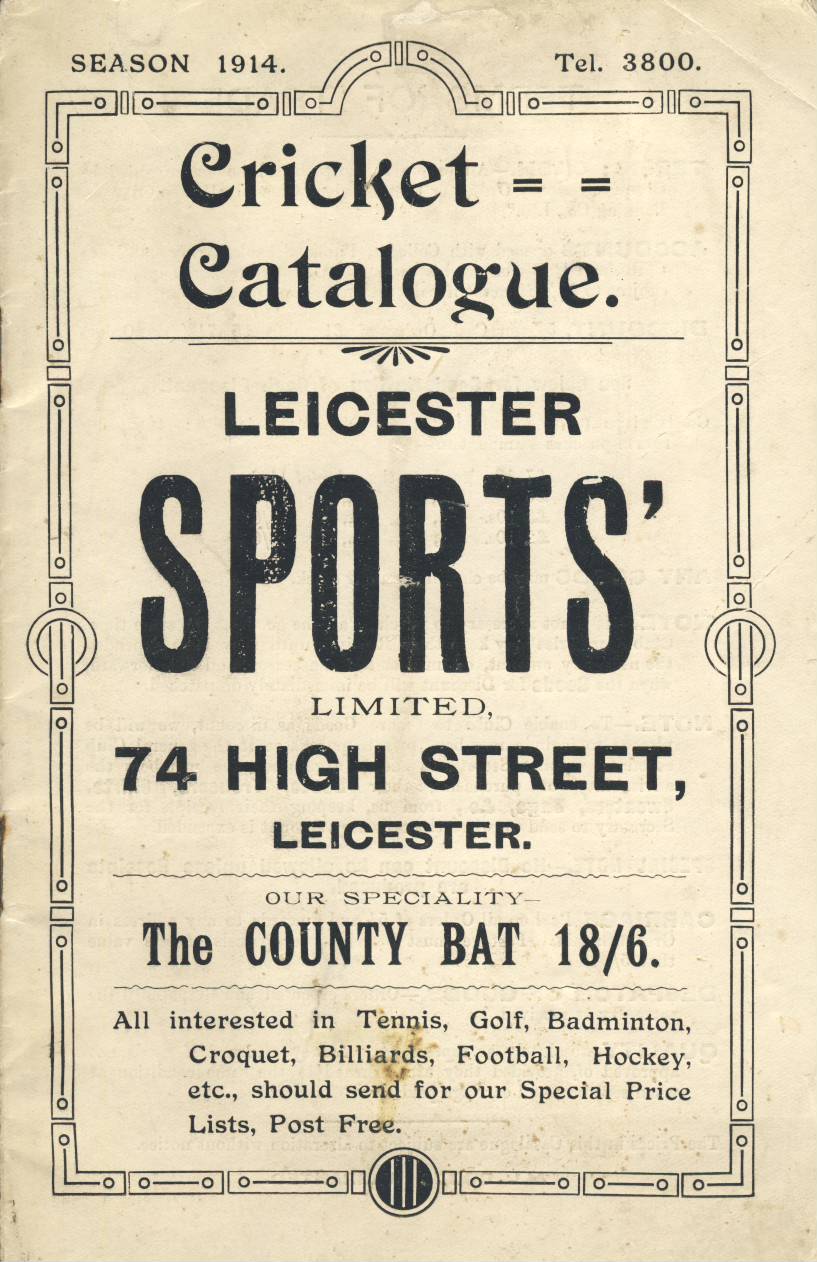 SEASON 1914. Tel. 3800.
Cricket = =
Catalogue.
LEICESTER
SPORTS'
LIMITED,
74 HIGH STREET,
LEICESTER.
OUR SPECIALITY—
The COUNTY BAT 18/6.
All interested in Tennis, Golf, Badminton,
Croquet, Billiards, Football, Hockey,
etc., should send for our Special Price
Lists, Post Free.